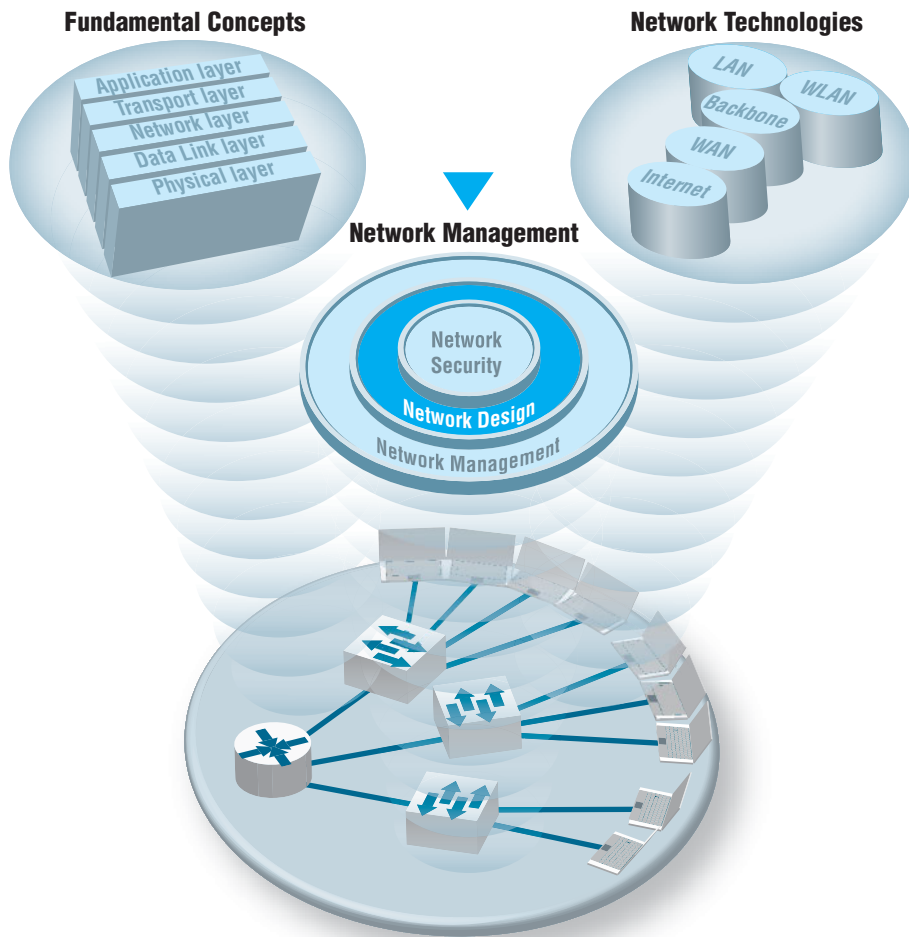 Fundamental Concepts
Network Technologies
Application layer
Transport layer
Network layer
Data Link layer
Physical layer
LAN
WLAN
Backbone
WAN
Internet
Network Management
Network
Security
Network Design
Network Management